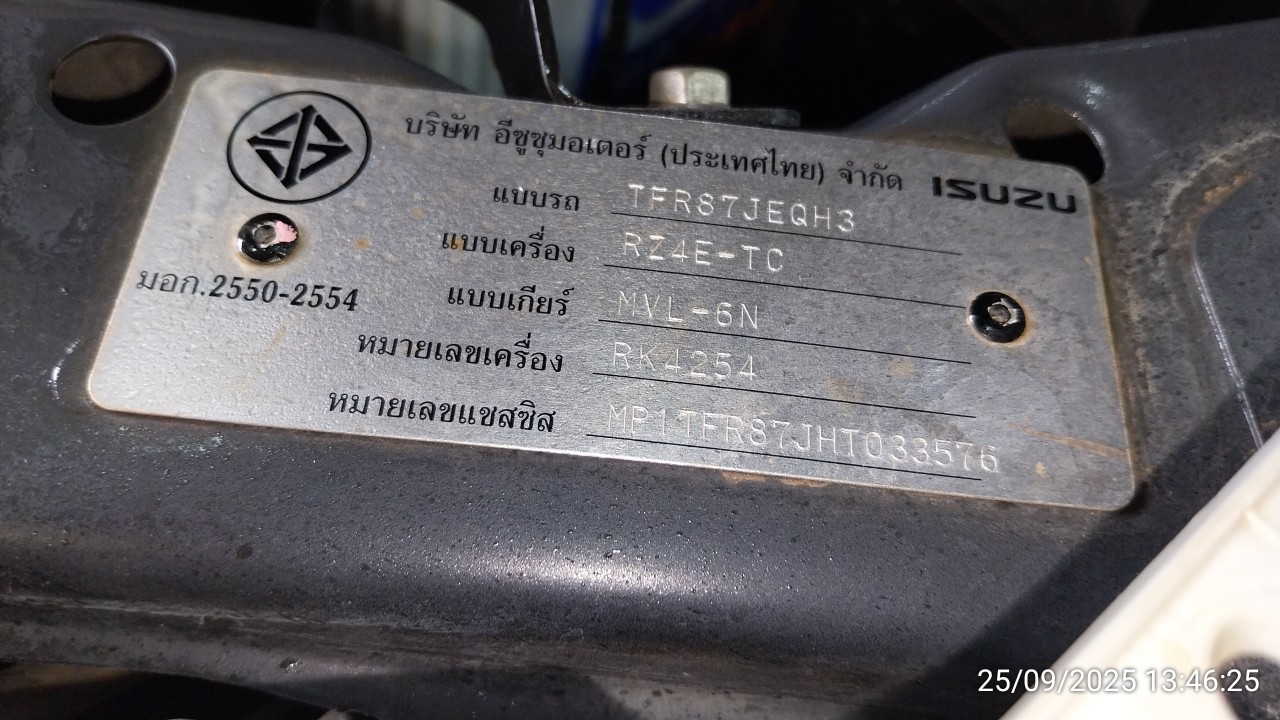 บริษัท อีซูซุมอเตอร์ (ประเทศไทย) จำกัด ISUZU
แบบรถ TFR87JEQH3
แบบเครื่อง RZ4E-TC
มอก.2550-2554
แบบเกียร์ MVL-6N
หมายเลขเครื่อง RK4254
หมายเลขแชสซิส MP1TFR87JHT033576
25/09/2025 13:46:25